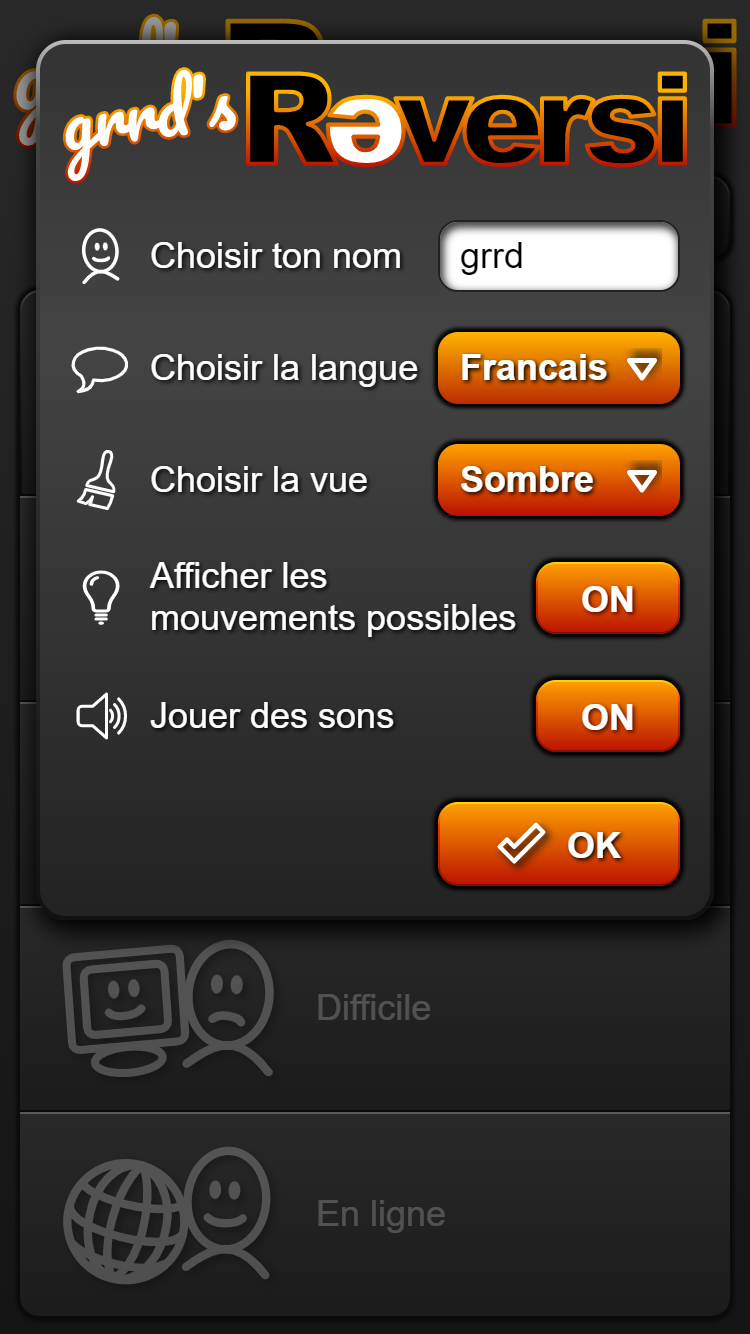 grrd's Rəversi
Choisir ton nom
grrd
Choisir la langue
Francais
Choisir la vue
Sombre
Afficher les
mouvements possibles
ON
Jouer des sons
ON
OK
Difficile
En ligne